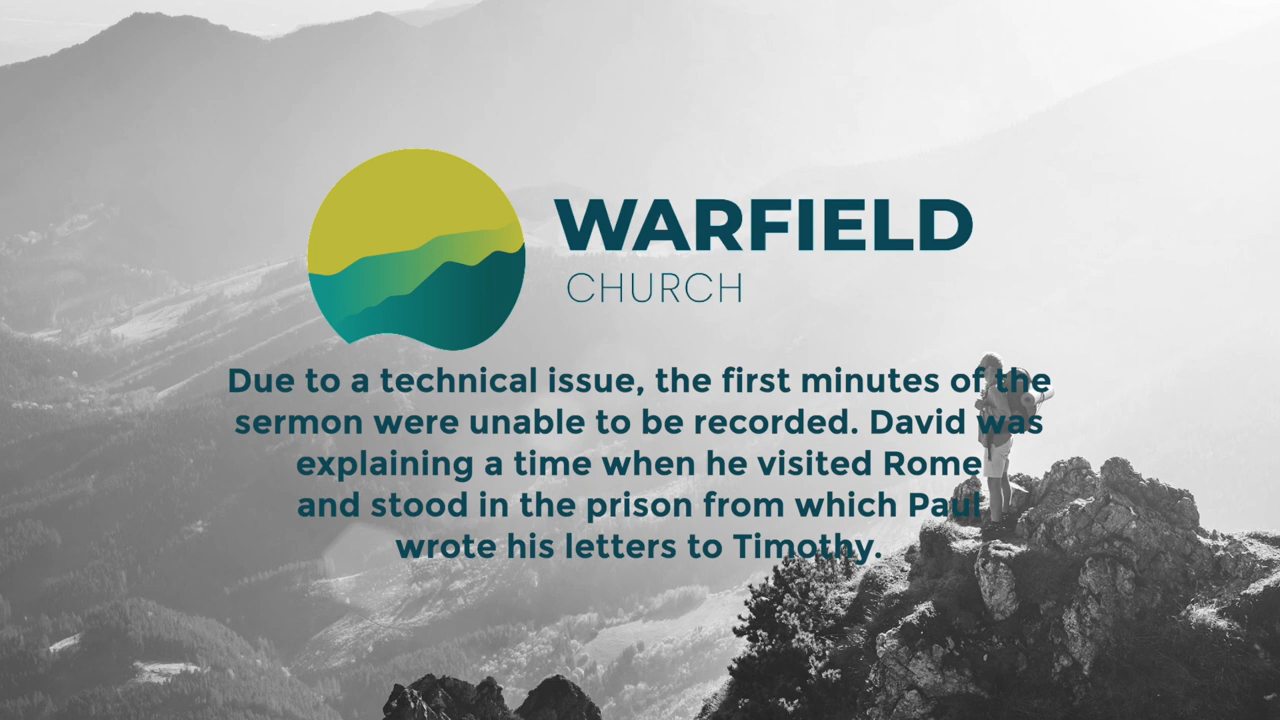 WARFIELD
CHURCH
Due to a technical issue, the first minutes of the
sermon were unable to be recorded. David was
explaining a time when he visited Rome
and stood in the prison from which Paul
wrote his letters to Timothy.